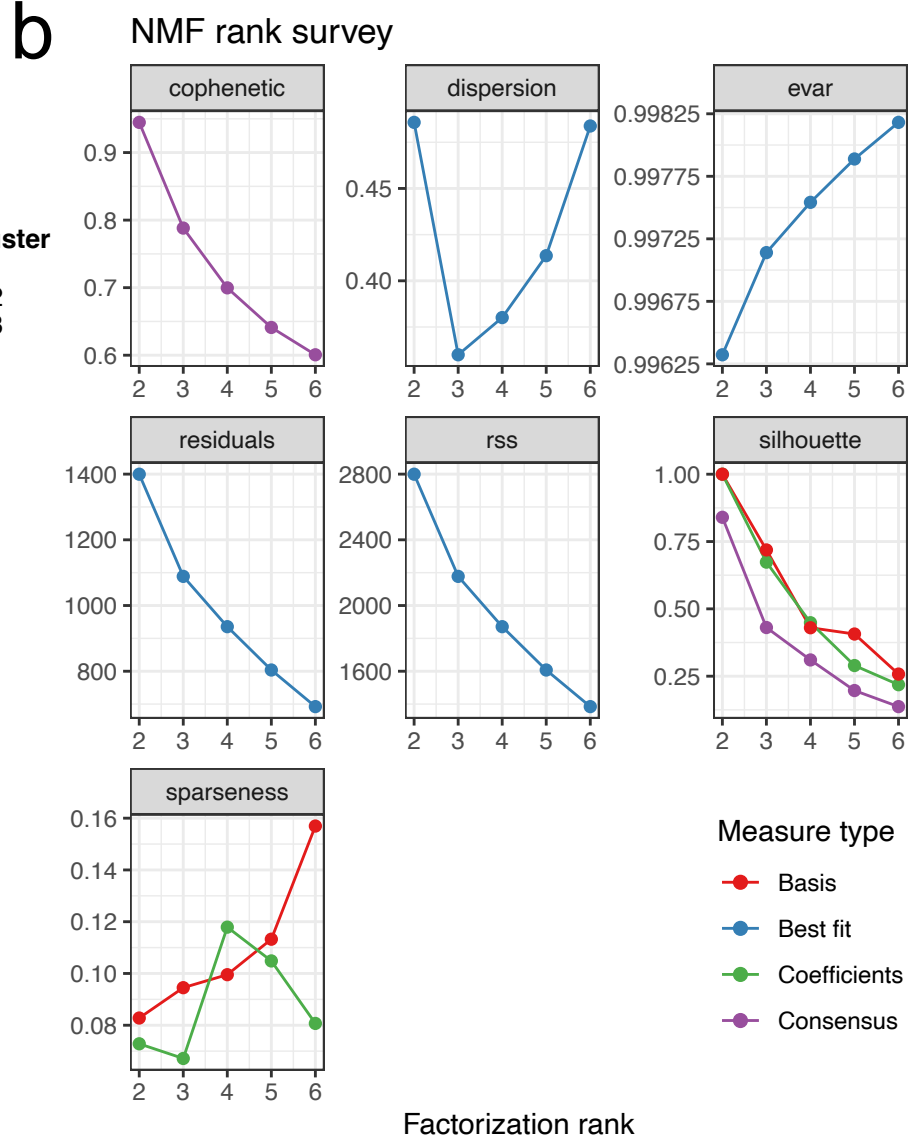 b
NMF rank survey
cophenetic
dispersion
evar
0.9
0.8
0.7
0.6
2 3 4 5 6
0.45
0.40
2 3 4 5 6
0.99825
0.99775
0.99725
0.99675
0.99625
2 3 4 5 6
ster
residuals
rss
silhouette
1400
1200
1000
800
2 3 4 5 6
2800
2400
2000
1600
2 3 4 5 6
1.00
0.75
0.50
0.25
2 3 4 5 6
sparseness
0.16
0.14
0.12
0.10
0.08
2 3 4 5 6
Measure type
Basis
Best fit
Coefficients
Consensus
Factorization rank